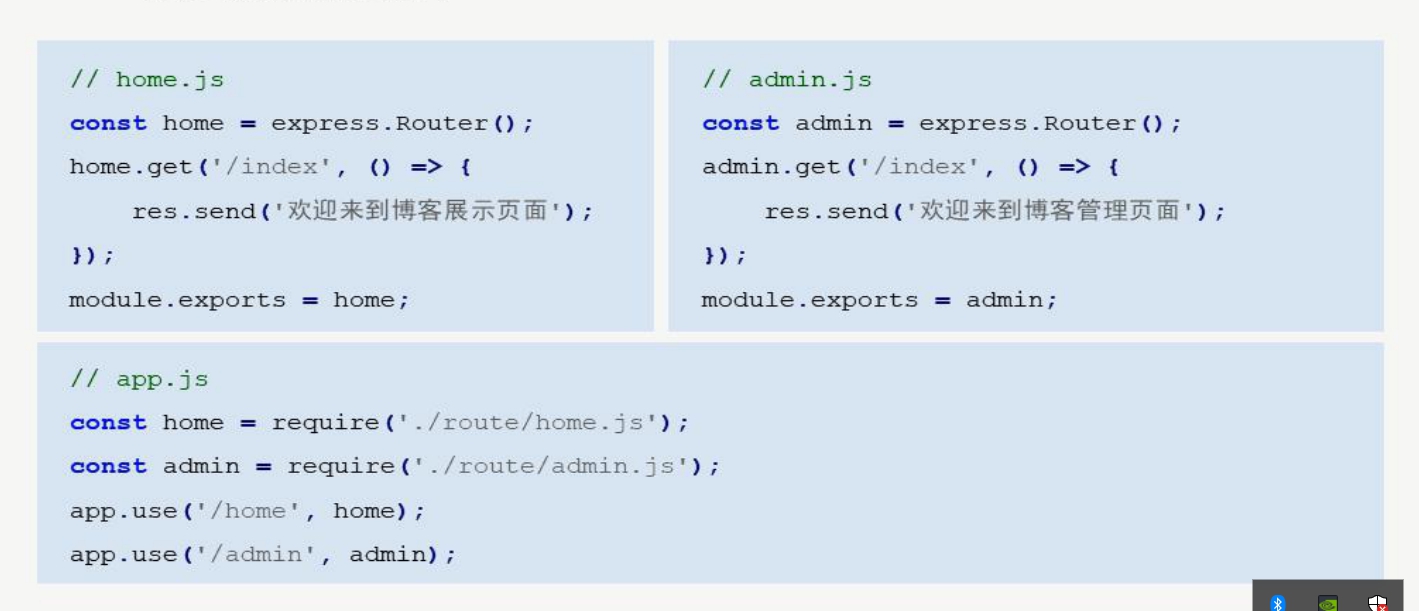 // home.js
const home = express.Router();
home.get('/index', () => {
    res.send('欢迎来到博客展示页面');
});
module.exports = home;
// admin.js
const admin = express.Router();
admin.get('/index', () => {
    res.send('欢迎来到博客管理页面');
});
module.exports = admin;
// app.js
const home = require('./route/home.js');
const admin = require('./route/admin.js');
app.use('/home', home);
app.use('/admin', admin);